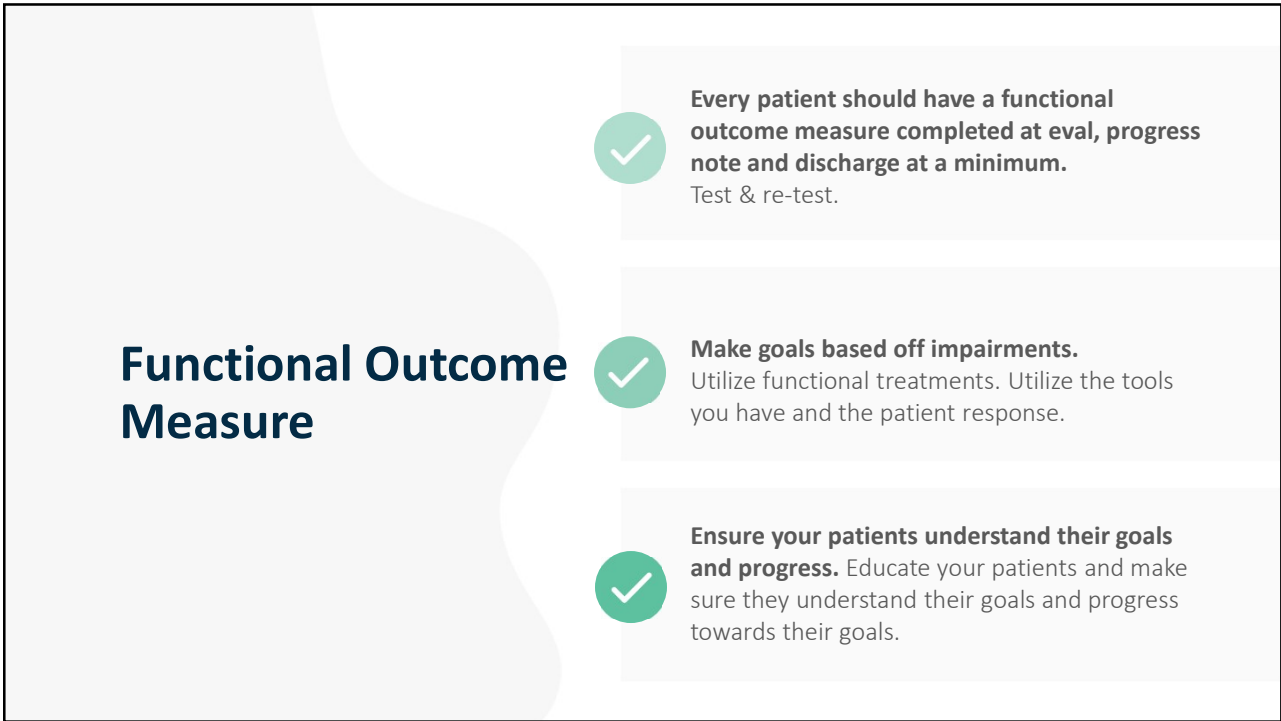 Functional Outcome
Measure
Every patient should have a functional
outcome measure completed at eval, progress
note and discharge at a minimum.
Test & re-test.
Make goals based off impairments.
Utilize functional treatments. Utilize the tools
you have and the patient response.
Ensure your patients understand their goals
and progress. Educate your patients and make
sure they understand their goals and progress
towards their goals.